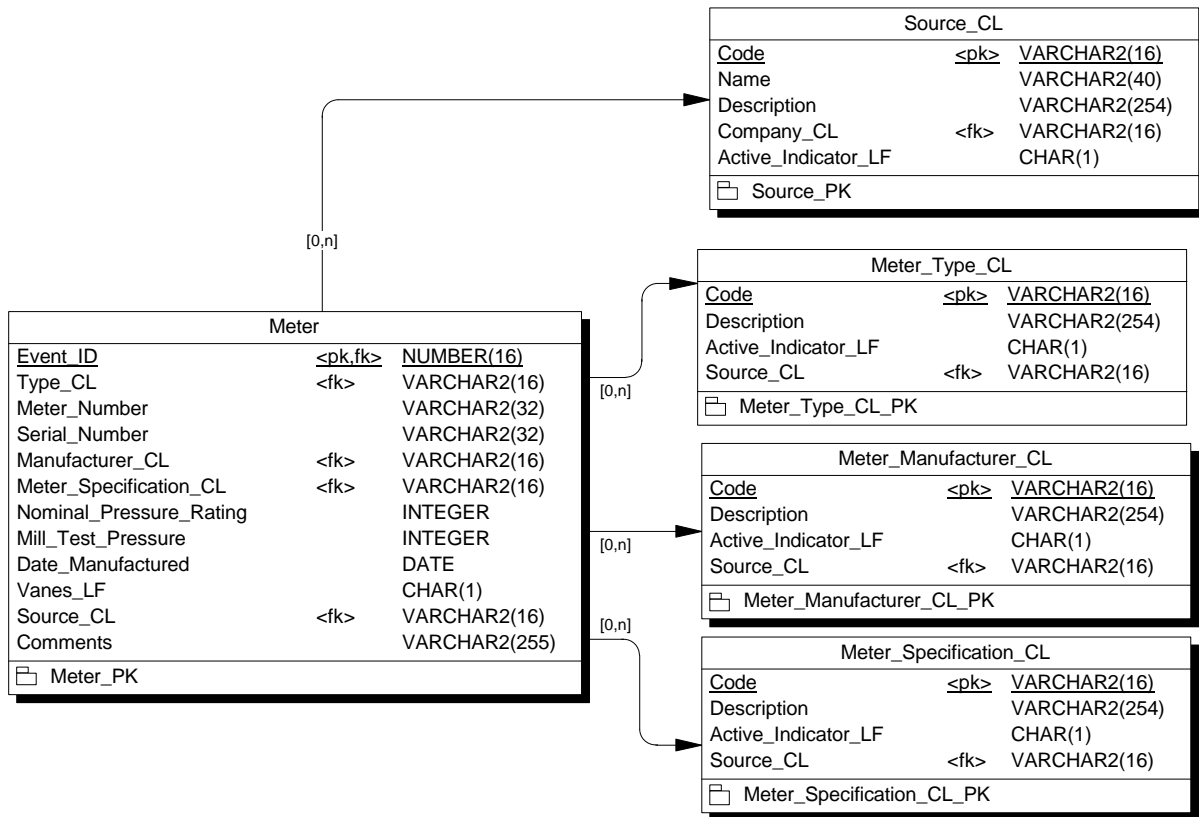 Source_CL
Code <pk> VARCHAR2(16)
Name VARCHAR2(40)
Description VARCHAR2(254)
Company_CL <fk> VARCHAR2(16)
Active_Indicator_LF CHAR(1)
Source_PK
[0,n]
Meter_Type_CL
Code <pk> VARCHAR2(16)
Description VARCHAR2(254)
Active_Indicator_LF CHAR(1)
Source_CL <fk> VARCHAR2(16)
Meter_Type_CL_PK
[0,n]
Meter
Event_ID <pk,fk> NUMBER(16)
Type_CL <fk> VARCHAR2(16)
Meter_Number VARCHAR2(32)
Serial_Number VARCHAR2(32)
Manufacturer_CL <fk> VARCHAR2(16)
Meter_Specification_CL <fk> VARCHAR2(16)
Nominal_Pressure_Rating INTEGER
Mill_Test_Pressure INTEGER
Date_Manufactured DATE
Vanes_LF CHAR(1)
Source_CL <fk> VARCHAR2(16)
Comments VARCHAR2(255)
Meter_PK
[0,n]
Meter_Manufacturer_CL
Code <pk> VARCHAR2(16)
Description VARCHAR2(254)
Active_Indicator_LF CHAR(1)
Source_CL <fk> VARCHAR2(16)
Meter_Manufacturer_CL_PK
[0,n]
Meter_Specification_CL
Code <pk> VARCHAR2(16)
Description VARCHAR2(254)
Active_Indicator_LF CHAR(1)
Source_CL <fk> VARCHAR2(16)
Meter_Specification_CL_PK